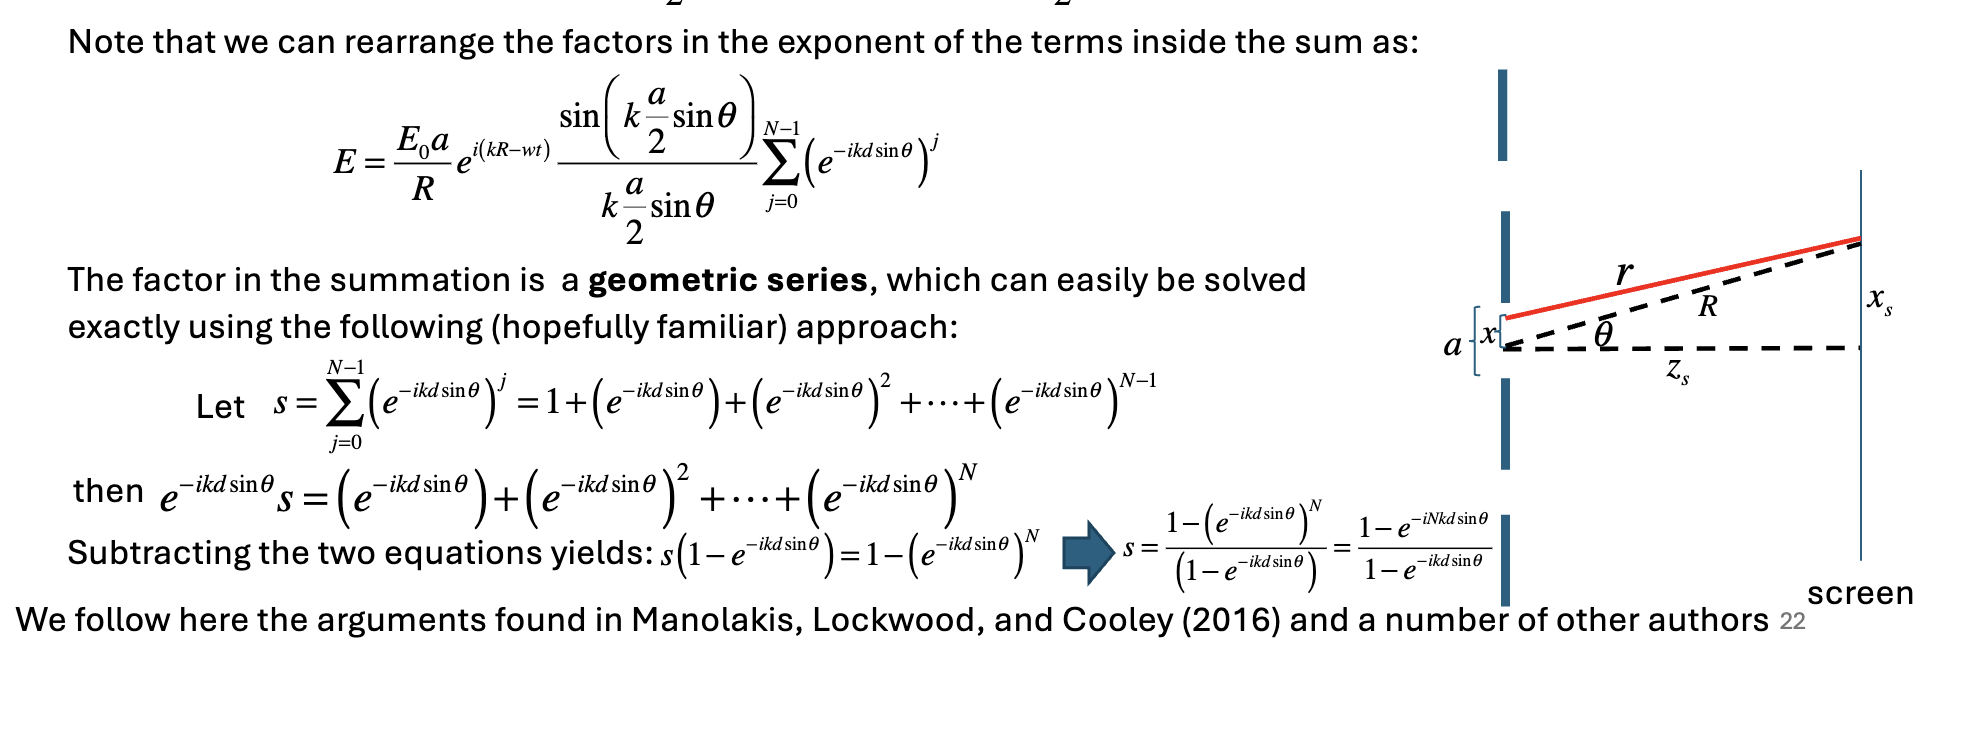 Note that we can rearrange the factors in the exponent of the terms inside the sum as:
E = \frac{E_0 a}{R} e^{i(kR-wt)} \frac{\sin\left(k\frac{a}{2}\sin\theta\right)}{k\frac{a}{2}\sin\theta} \sum_{j=0}^{N-1} \left(e^{-ikd\sin\theta}\right)^j
The factor in the summation is a geometric series, which can easily be solved
exactly using the following (hopefully familiar) approach:
Let s = \sum_{j=0}^{N-1} \left(e^{-ikd\sin\theta}\right)^j = 1 + \left(e^{-ikd\sin\theta}\right) + \left(e^{-ikd\sin\theta}\right)^2 + \cdots + \left(e^{-ikd\sin\theta}\right)^{N-1}
then e^{-ikd\sin\theta} s = \left(e^{-ikd\sin\theta}\right) + \left(e^{-ikd\sin\theta}\right)^2 + \cdots + \left(e^{-ikd\sin\theta}\right)^N
Subtracting the two equations yields: s\left(1 - e^{-ikd\sin\theta}\right) = 1 - \left(e^{-ikd\sin\theta}\right)^N
s = \frac{1 - \left(e^{-ikd\sin\theta}\right)^N}{\left(1 - e^{-ikd\sin\theta}\right)} = \frac{1 - e^{-iNkd\sin\theta}}{1 - e^{-ikd\sin\theta}}
We follow here the arguments found in Manolakis, Lockwood, and Cooley (2016) and a number of other authors 22
r
R
x_s
a
x
θ
z_s
screen